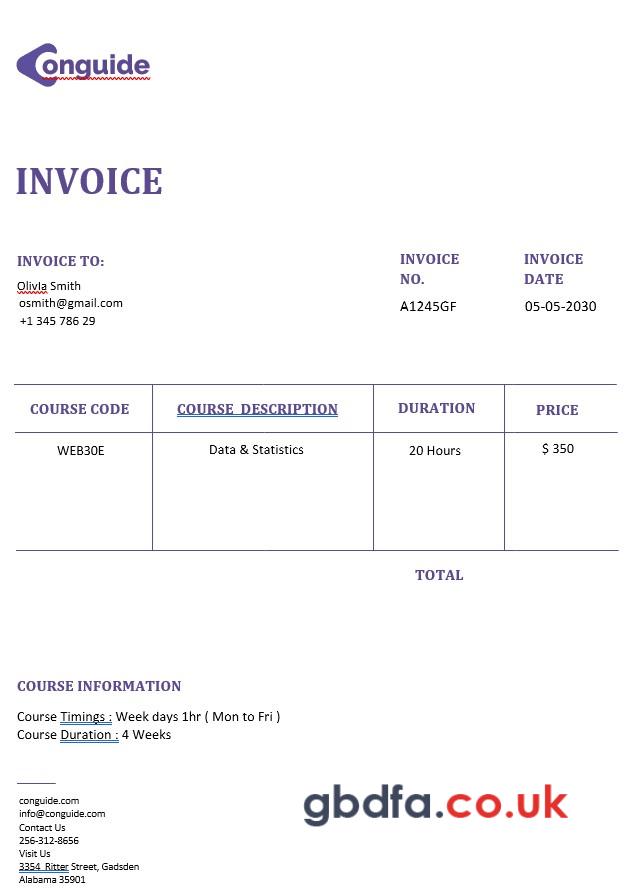 Conguide
INVOICE
INVOICE TO:
Olivia Smith
osmith@gmail.com
+1 345 786 29
INVOICE NO.
A1245GF
INVOICE DATE
05-05-2030
COURSE CODE COURSE DESCRIPTION DURATION PRICE
WEB30E Data & Statistics 20 Hours $ 350
TOTAL
COURSE INFORMATION
Course Timings : Week days 1hr ( Mon to Fri )
Course Duration : 4 Weeks
conguide.com
info@conguide.com
Contact Us
256-312-8656
Visit Us
3354 Ritter Street, Gadsden
Alabama 35901
gbdfa.co.uk